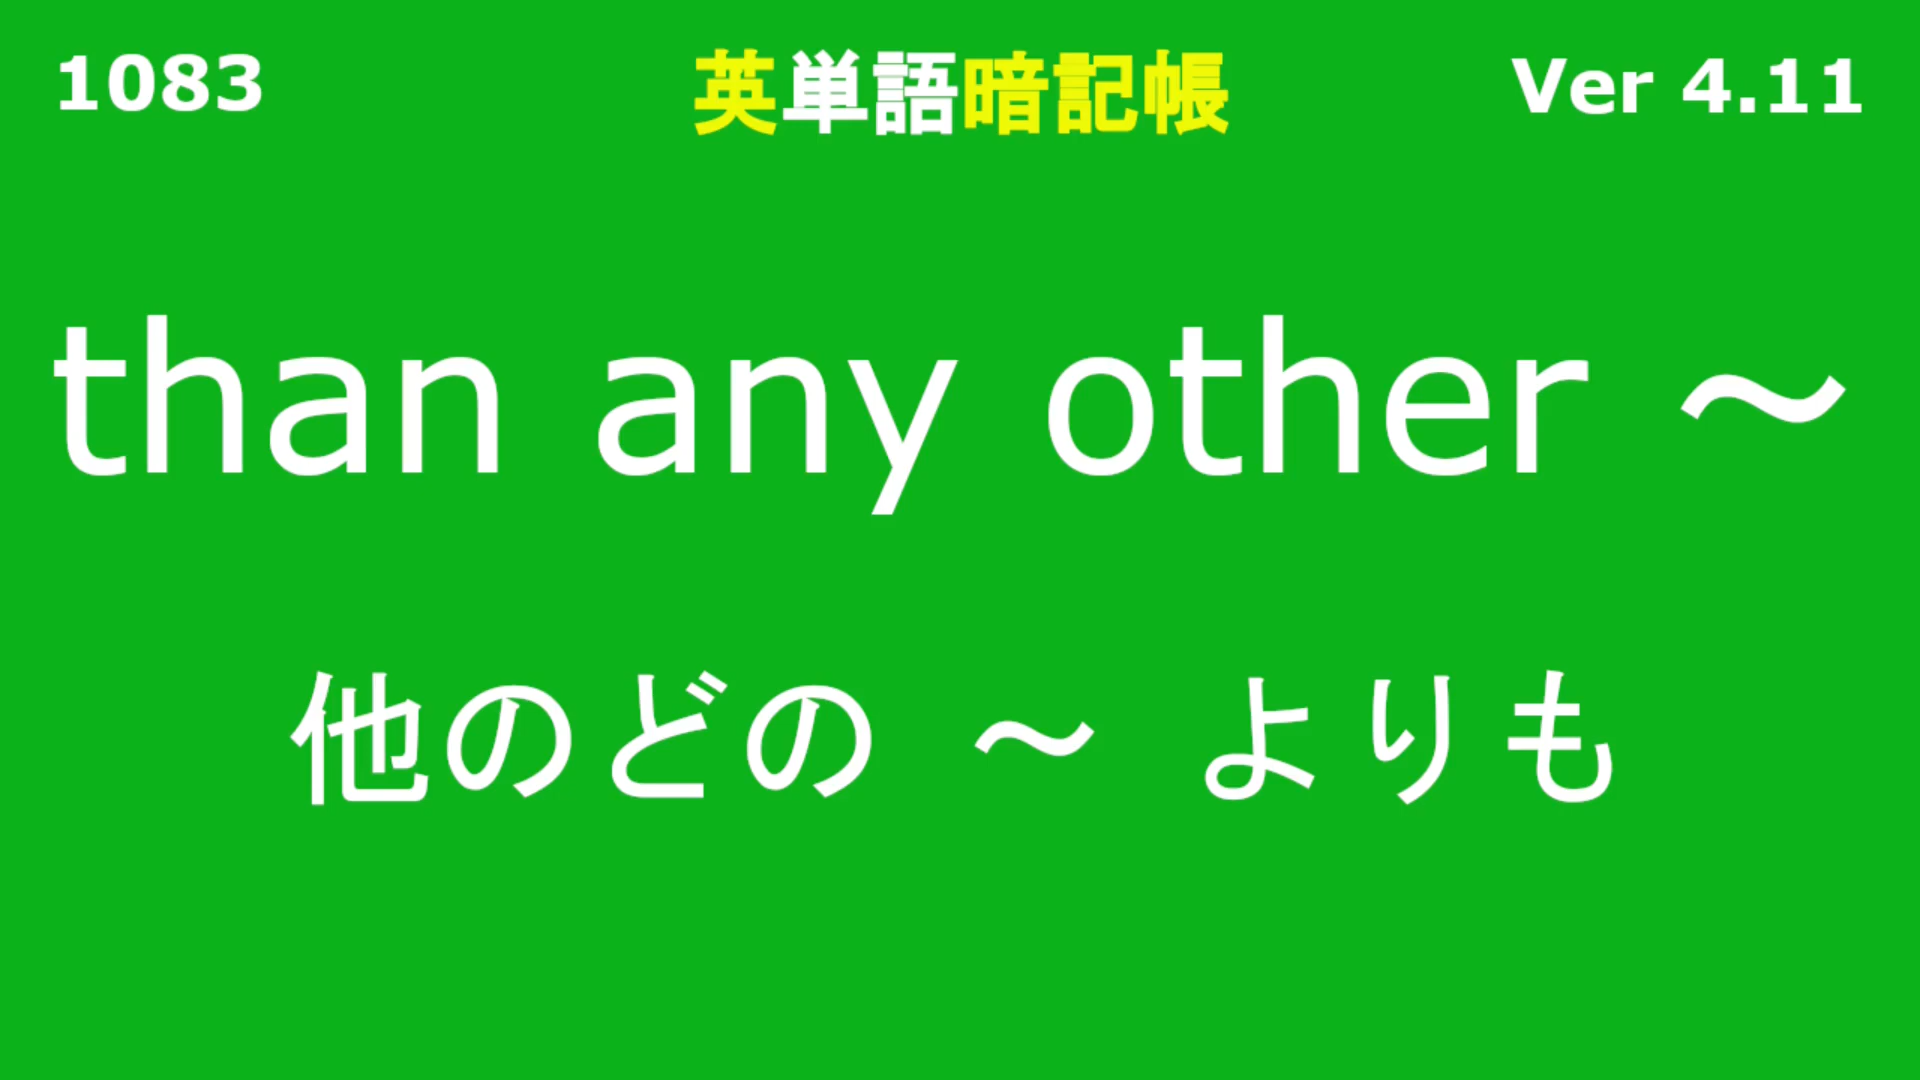 1083 英単語暗記帳 Ver 4.11
than any other ～
他のどの ～ よりも